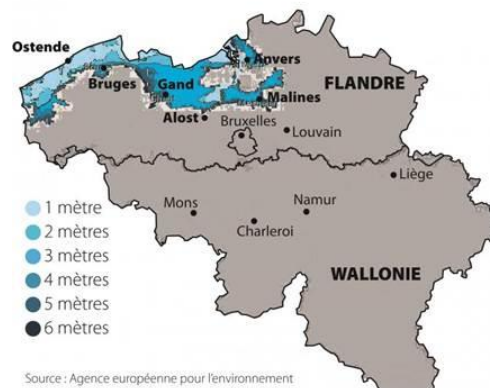 Ostende
Anvers
Bruges
Gand
FLANDRE
Malines
Alost
Bruxelles
Louvain
Liège
Mons
Namur
Charleroi
WALLONIE
1 mètre
2 mètres
3 mètres
4 mètres
5 mètres
6 mètres
Source : Agence européenne pour l'environnement